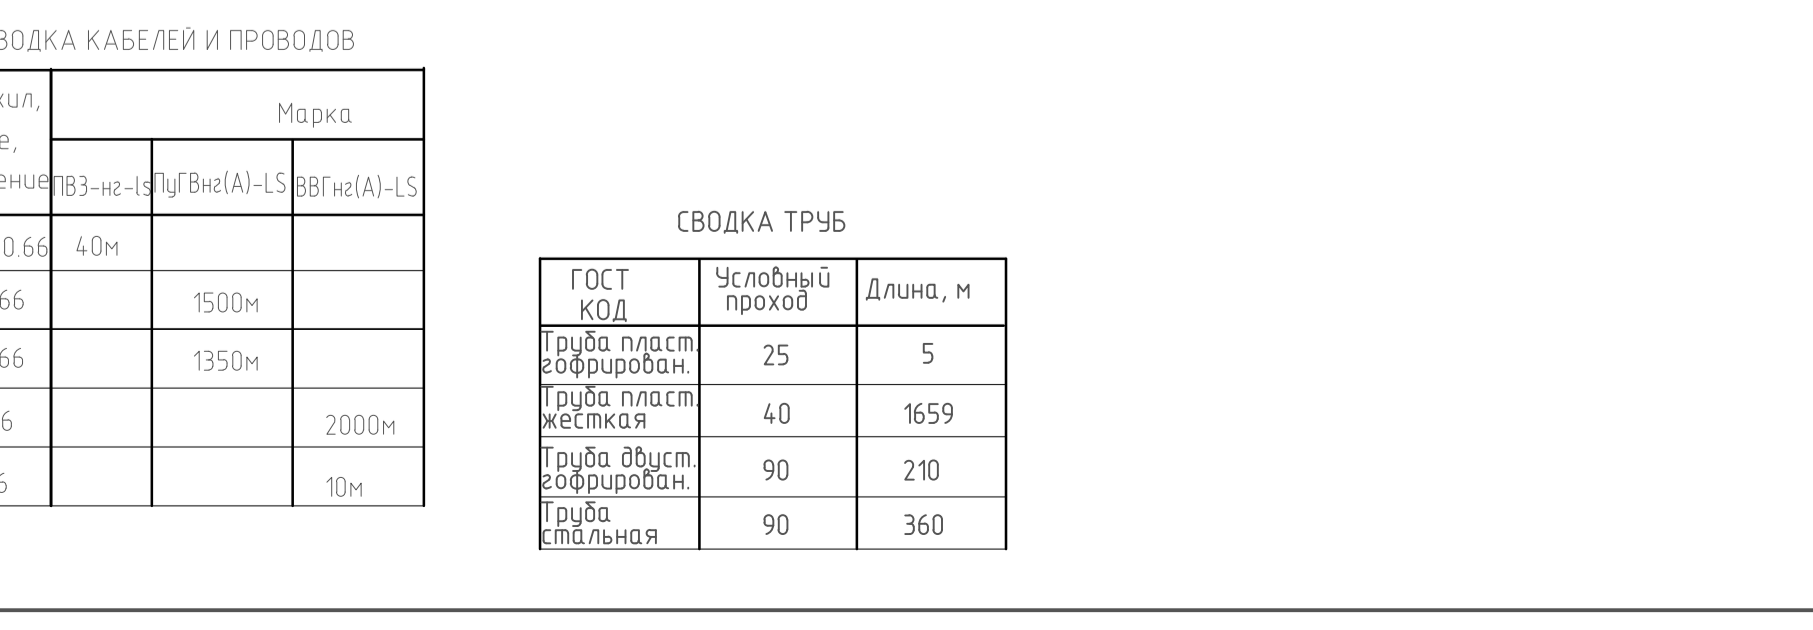 ВОДКА КАБЕЛЕЙ И ПРОВОДОВ
Марка
ПВ3-нг-ls ПуГВнг(А)-LS ВВГнг(А)-LS
0.66 40м
66 1500м
66 1350м
6 2000м
6 10м
СВОДКА ТРУБ
ГОСТ
КОД
Условный
проход
Длина, м
Труба пласт.
гофрирован.
25 5
Труба пласт.
жесткая
40 1659
Труба двуст.
гофрирован.
90 210
Труба
стальная
90 360